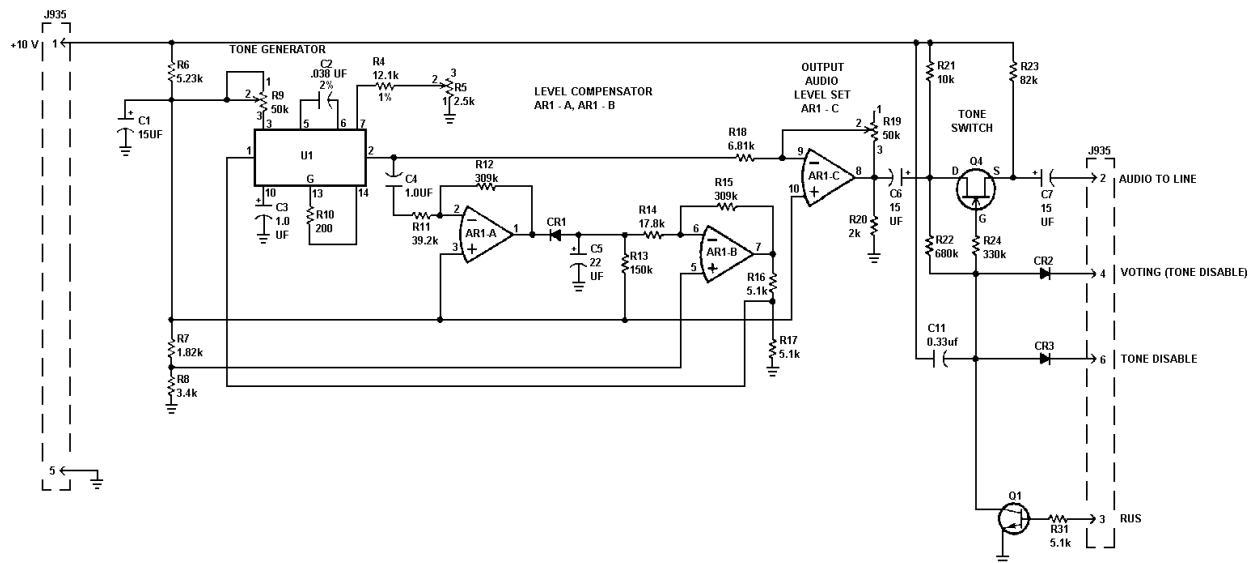 J935
+10 V 1
5
TONE GENERATOR
R6
5.23k
C1
15UF
+
R9
50k
1
2
3
C2
.038 UF
2%
R4
12.1k
1%
R5
2.5k
3
2
1
3 5 6 7
1 U1 2
G
10 13 14
C3
1.0
UF
+
R10
200
LEVEL COMPENSATOR
AR1 - A, AR1 - B
C4
1.0UF
R11
39.2k
R12
309k
2
3
AR1-A
1
−
+
CR1
C5
22
UF
+
R13
150k
R14
17.8k
R15
309k
6
5
AR1-B
7
−
+
R16
5.1k
R17
5.1k
R7
1.82k
R8
3.4k
OUTPUT
AUDIO
LEVEL SET
AR1 - C
R18
6.81k
R19
50k
1
2
3
9
10
AR1-C
8
−
+
R20
2k
C6
15
UF
+
R21
10k
R22
680k
R23
82k
TONE
SWITCH
Q4
D S
G
R24
330k
C7
15
UF
+
C11
0.33uf
CR2
CR3
Q1
R31
5.1k
J935
2 AUDIO TO LINE
4 VOTING (TONE DISABLE)
6 TONE DISABLE
3 RUS